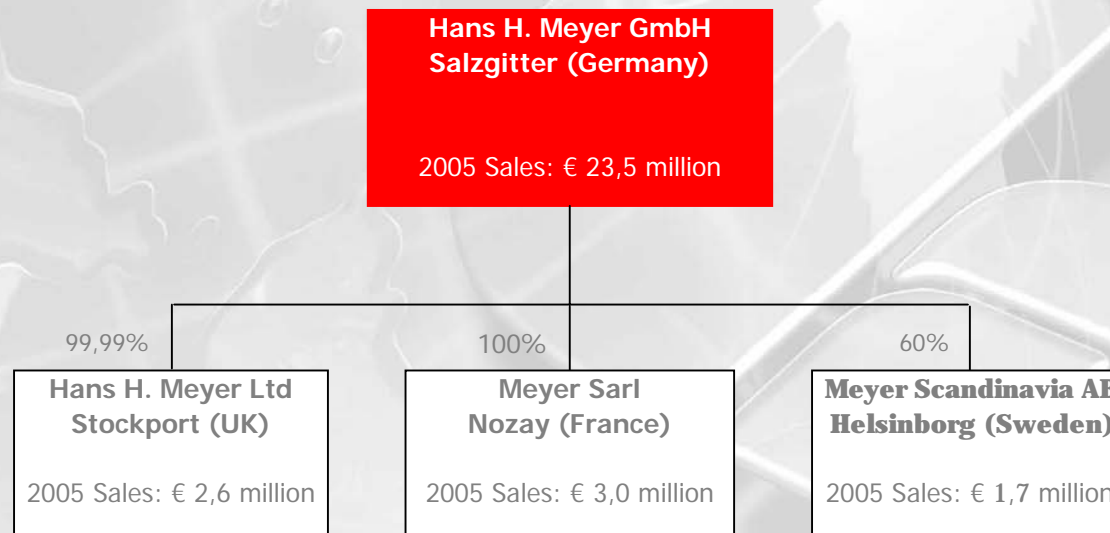 Hans H. Meyer GmbH
Salzgitter (Germany)
2005 Sales: € 23,5 million
99,99%
100%
60%
Hans H. Meyer Ltd
Stockport (UK)
2005 Sales: € 2,6 million
Meyer Sarl
Nozay (France)
2005 Sales: € 3,0 million
Meyer Scandinavia AB
Helsinborg (Sweden)
2005 Sales: € 1,7 million